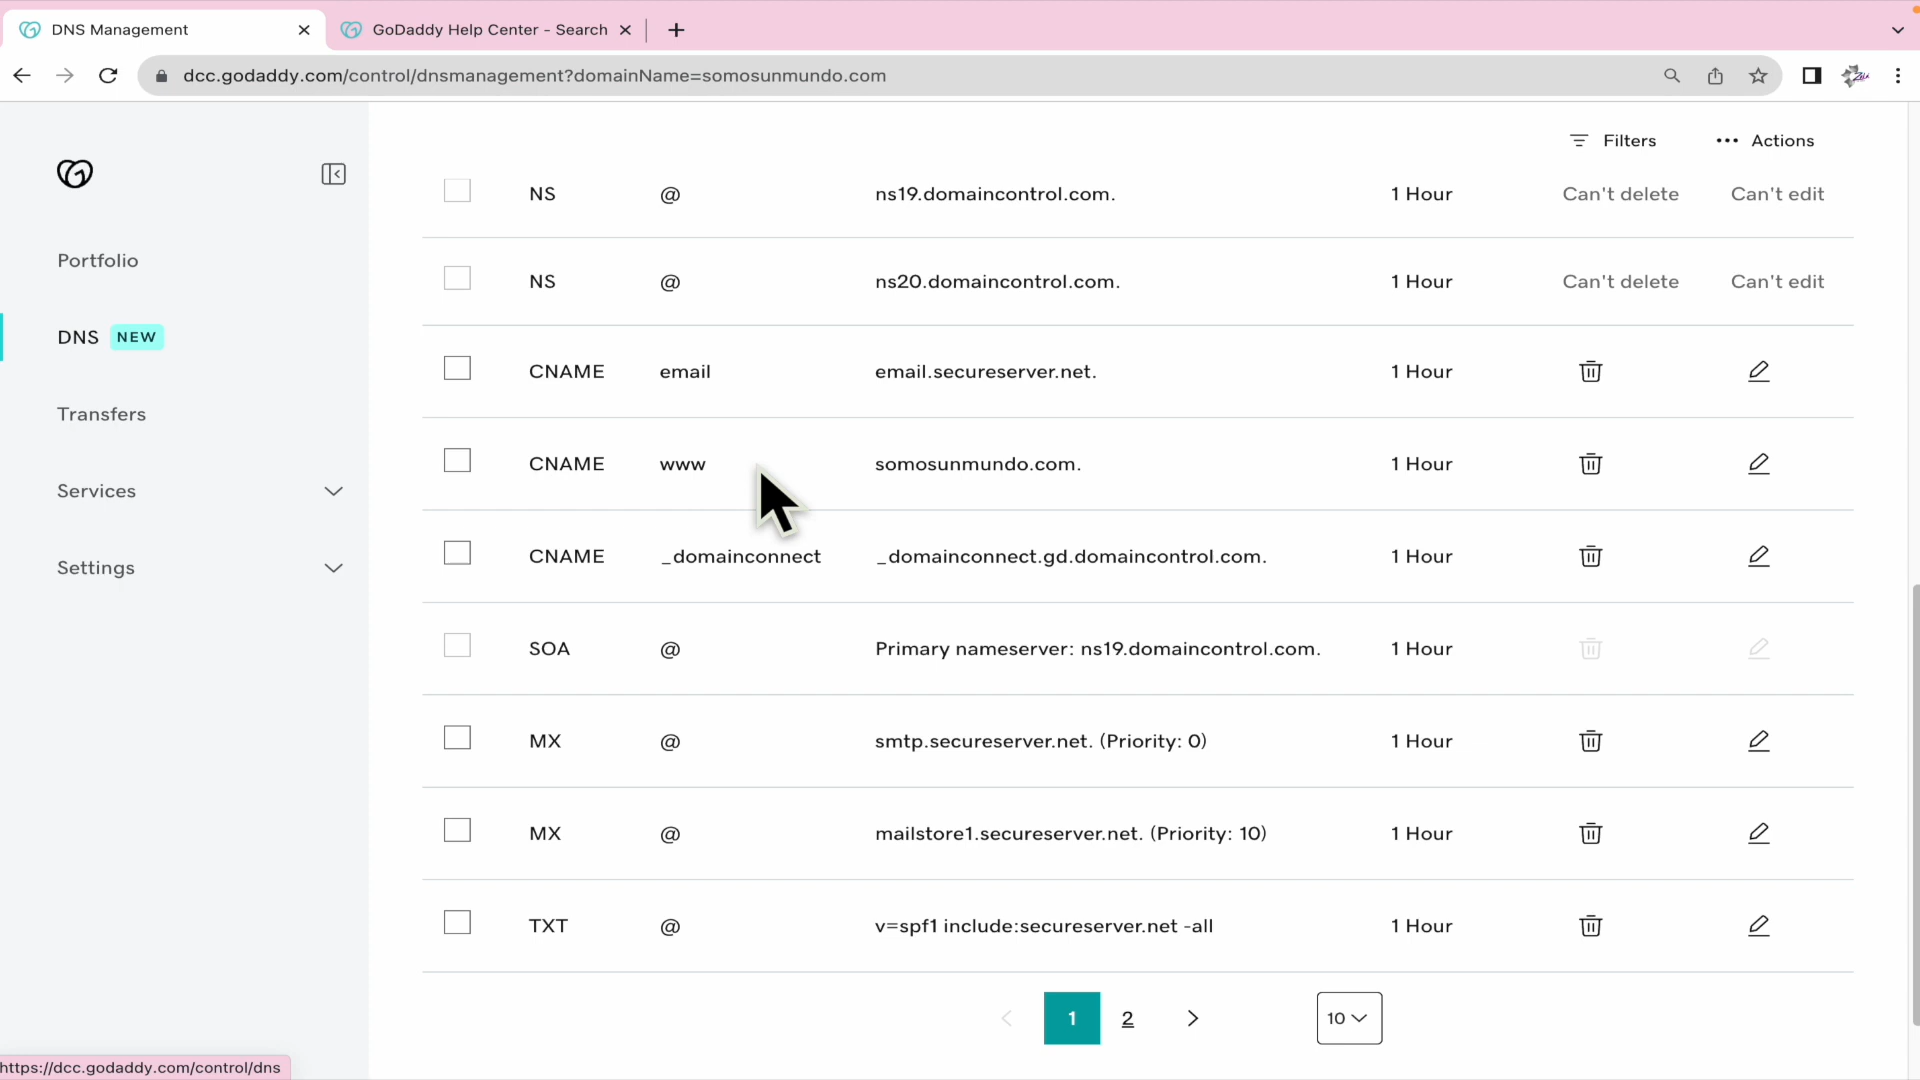 DNS Management
GoDaddy Help Center - Search
dcc.godaddy.com/control/dnsmanagement?domainName=somosunmundo.com
Portfolio
DNS NEW
Transfers
Services
Settings
Filters Actions
NS @ ns19.domaincontrol.com. 1 Hour Can't delete Can't edit
NS @ ns20.domaincontrol.com. 1 Hour Can't delete Can't edit
CNAME email email.secureserver.net. 1 Hour
CNAME www somosunmundo.com. 1 Hour
CNAME _domainconnect _domainconnect.gd.domaincontrol.com. 1 Hour
SOA @ Primary nameserver: ns19.domaincontrol.com. 1 Hour
MX @ smtp.secureserver.net. (Priority: 0) 1 Hour
MX @ mailstore1.secureserver.net. (Priority: 10) 1 Hour
TXT @ v=spf1 include:secureserver.net -all 1 Hour
1 2 10
https://dcc.godaddy.com/control/dns